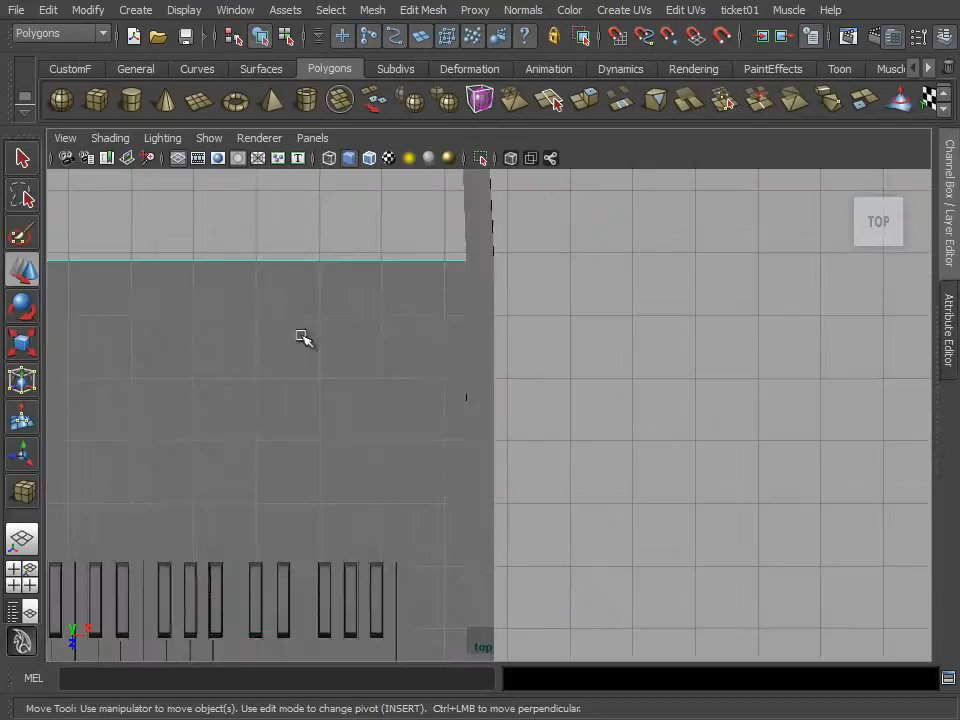 File Edit Modify Create Display Window Assets Select Mesh Edit Mesh Proxy Normals Color Create UVs Edit UVs ticket01 Muscle Help
Polygons
CustomF General Curves Surfaces Polygons Subdivs Deformation Animation Dynamics Rendering PaintEffects Toon Muscl
View Shading Lighting Show Renderer Panels
TOP
Channel Box / Layer Editor
Attribute Editor
y x
z
top
MEL
Move Tool: Use manipulator to move object(s). Use edit mode to change pivot (INSERT). Ctrl+LMB to move perpendicular.